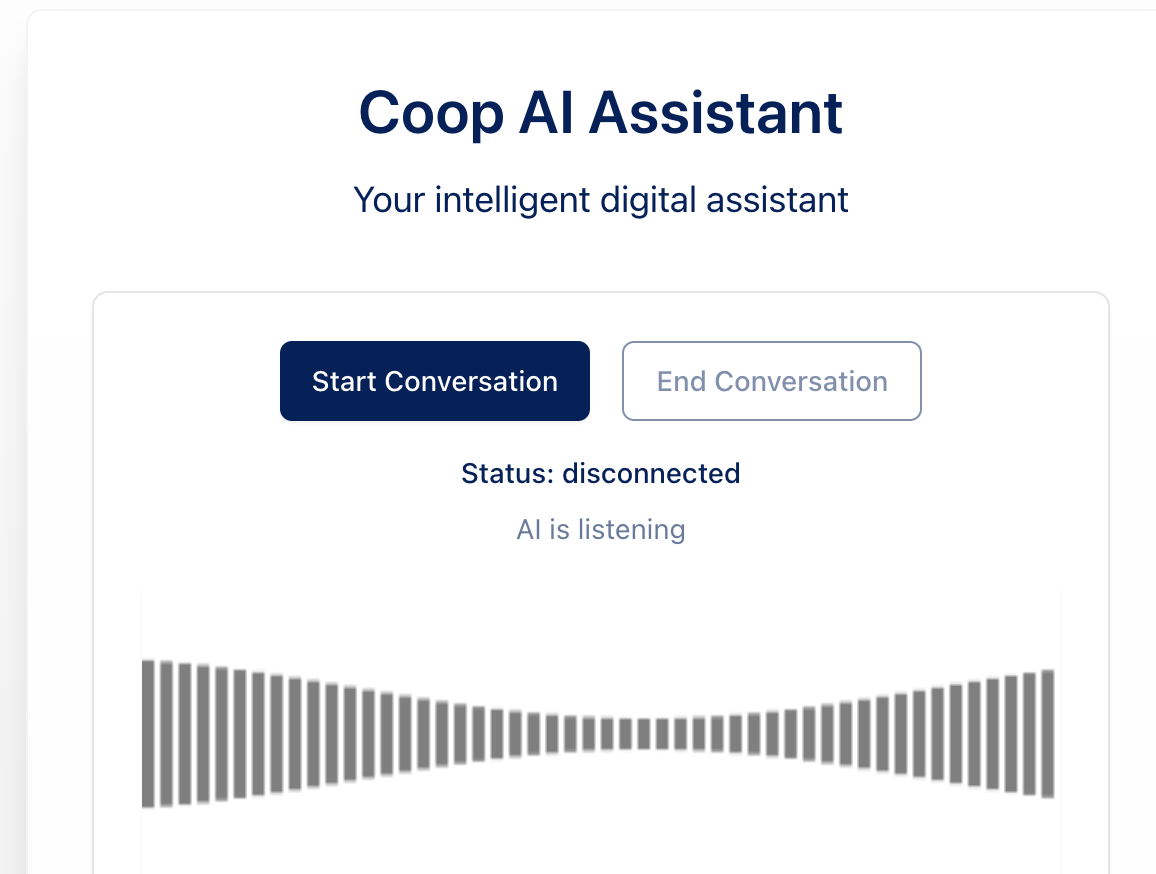 Coop AI Assistant
Your intelligent digital assistant
Start Conversation
End Conversation
Status: disconnected
AI is listening